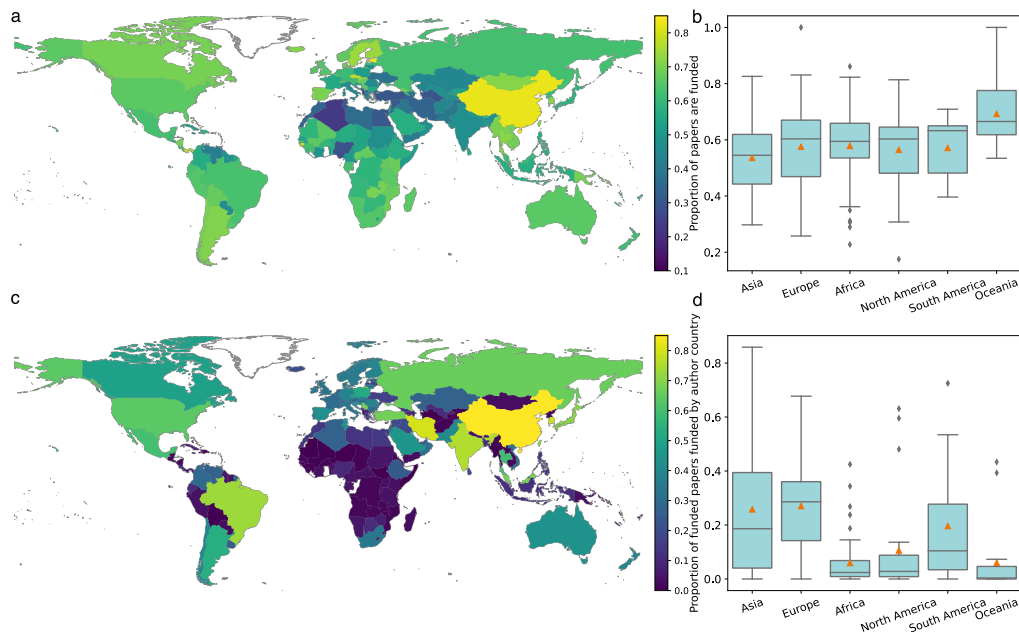 a
0.8
0.7
0.6
0.5
0.4
0.3
0.2
0.1
b
Proportion of papers are funded
1.0
0.8
0.6
0.4
0.2
Asia
Europe
Africa
North America
South America
Oceania
c
0.8
0.7
0.6
0.5
0.4
0.3
0.2
0.1
0.0
d
Proportion of funded papers funded by author country
0.8
0.6
0.4
0.2
0.0
Asia
Europe
Africa
North America
South America
Oceania